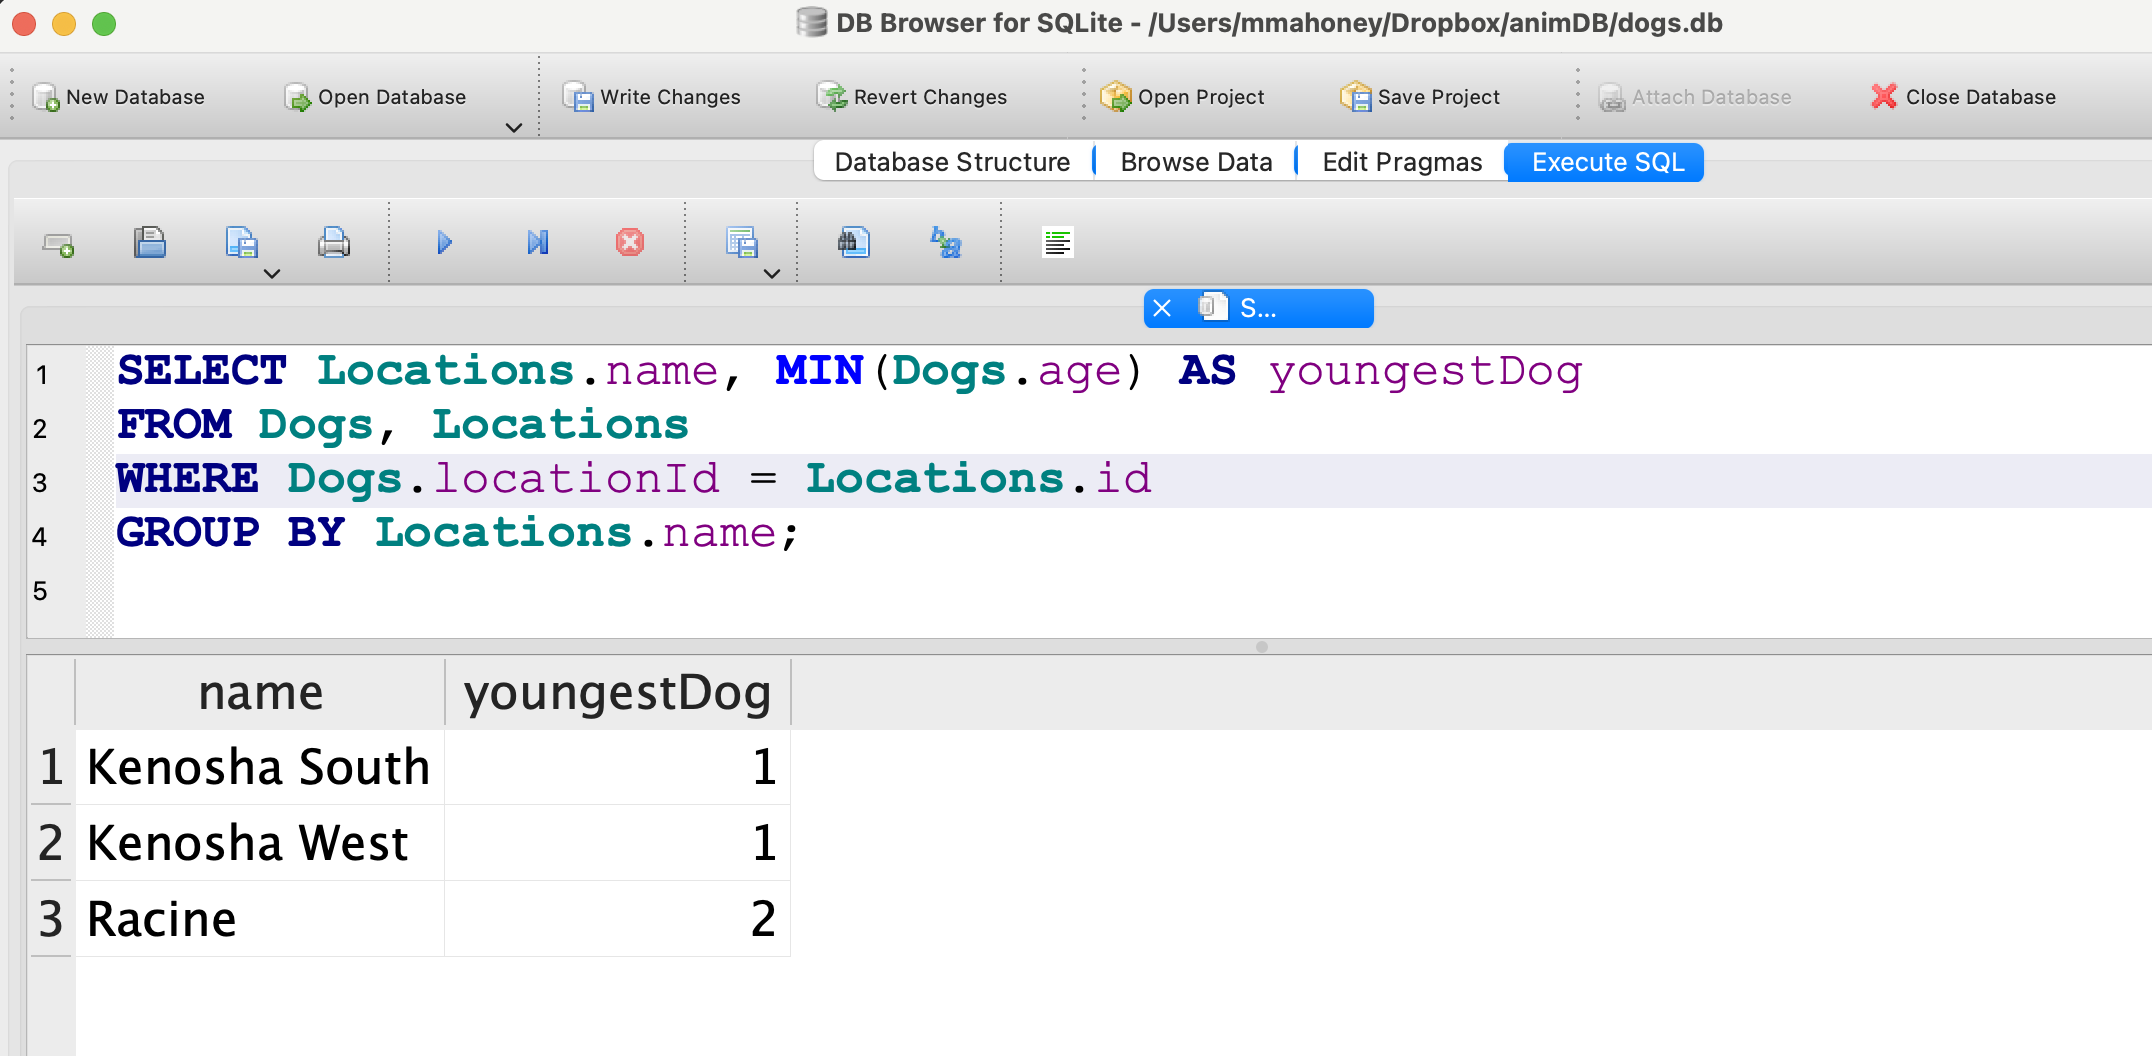 DB Browser for SQLite - /Users/mmahoney/Dropbox/animDB/dogs.db
New Database Open Database Write Changes Revert Changes Open Project Save Project Attach Database Close Database
Database Structure Browse Data Edit Pragmas Execute SQL
S...
1 SELECT Locations.name, MIN(Dogs.age) AS youngestDog
2 FROM Dogs, Locations
3 WHERE Dogs.locationId = Locations.id
4 GROUP BY Locations.name;
5
name youngestDog
1 Kenosha South 1
2 Kenosha West 1
3 Racine 2